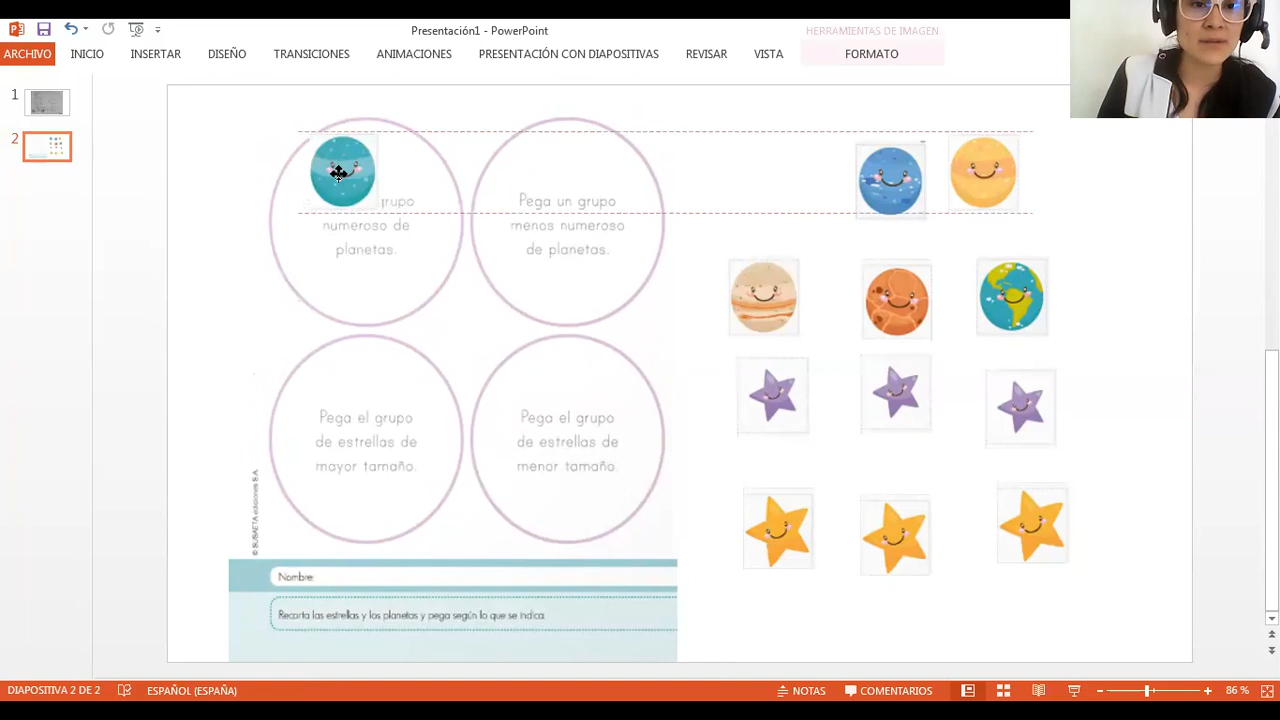 Presentación1 - PowerPoint
HERRAMIENTAS DE IMAGEN
ARCHIVO INICIO INSERTAR DISEÑO TRANSICIONES ANIMACIONES PRESENTACIÓN CON DIAPOSITIVAS REVISAR VISTA FORMATO
1
2
grupo
numeroso de
planetas.
Pega un grupo
menos numeroso
de planetas.
Pega el grupo
de estrellas de
mayor tamaño.
Pega el grupo
de estrellas de
menor tamaño.
© SUSAETA ediciones S.A.
Nombre:
Recorta las estrellas y los planetas y pega según lo que se indica.
DIAPOSITIVA 2 DE 2 ESPAÑOL (ESPAÑA) NOTAS COMENTARIOS 86 %